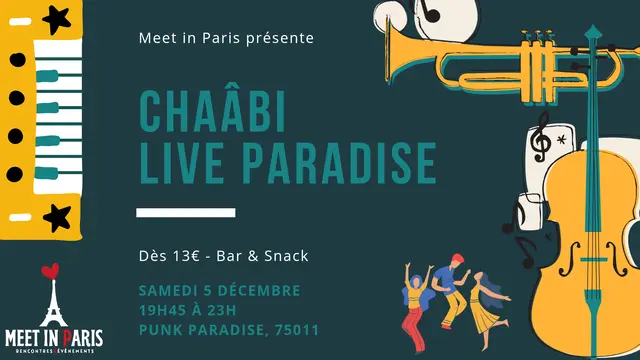 Meet in Paris présente
CHAÂBI
LIVE PARADISE
Dès 13€ - Bar & Snack
SAMEDI 5 DÉCEMBRE
19H45 À 23H
PUNK PARADISE, 75011
MEET IN PARIS
RENCONTRES ÉVÉNEMENTS